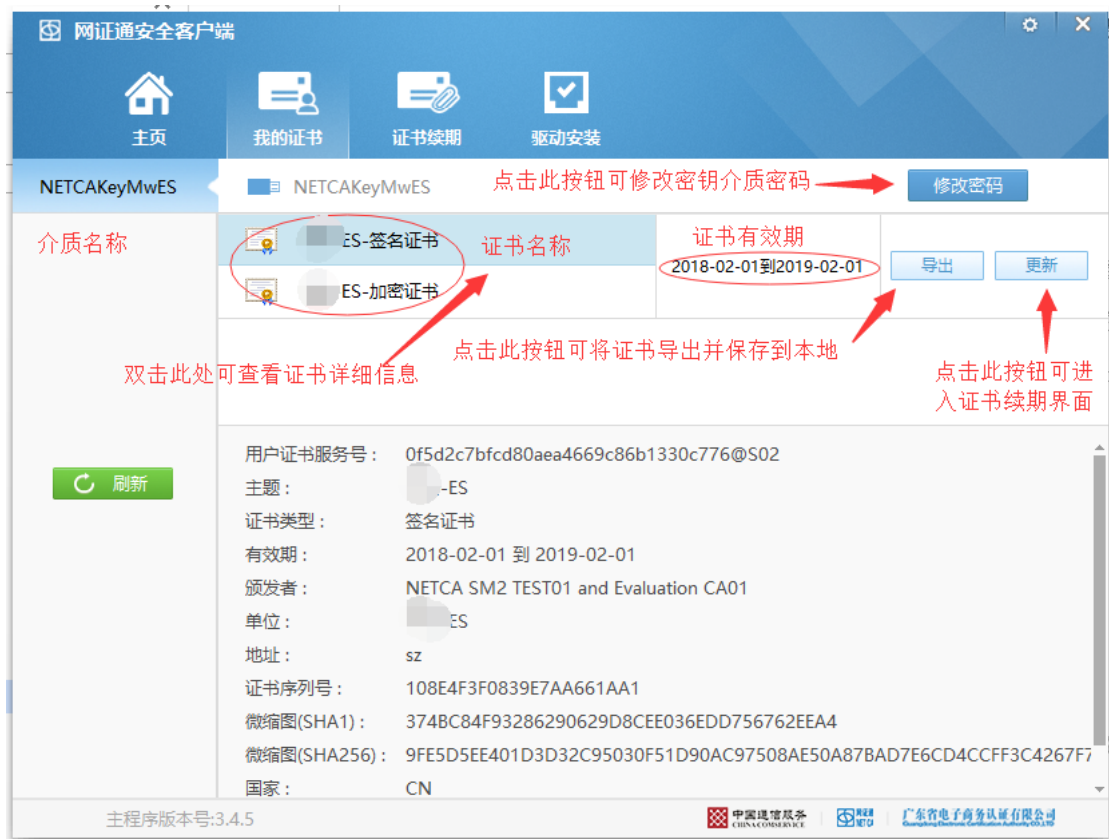 网证通安全客户端
主页
我的证书
证书续期
驱动安装
NETCAKeyMwES
NETCAKeyMwES
点击此按钮可修改密钥介质密码
修改密码
介质名称
ES-签名证书
证书名称
证书有效期
2018-02-01到2019-02-01
导出
更新
ES-加密证书
双击此处可查看证书详细信息
点击此按钮可将证书导出并保存到本地
点击此按钮可进
入证书续期界面
刷新
用户证书服务号: 0f5d2c7bfcd80aea4669c86b1330c776@S02
主题: -ES
证书类型: 签名证书
有效期: 2018-02-01 到 2019-02-01
颁发者: NETCA SM2 TEST01 and Evaluation CA01
单位: ES
地址: sz
证书序列号: 108E4F3F0839E7AA661AA1
微缩图(SHA1): 374BC84F93286290629D8CEE036EDD756762EEA4
微缩图(SHA256): 9FE5D5EE401D3D32C95030F51D90AC97508AE50A87BAD7E6CD4CCFF3C4267F7
国家: CN
主程序版本号:3.4.5
中国通信服务
CHINA COMSERVICE
网证通
NETCA
广东省电子商务认证有限公司